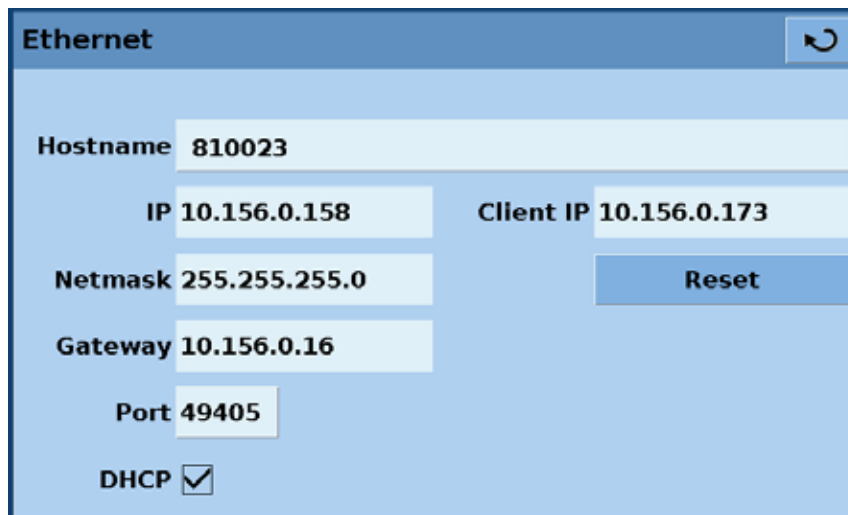 Ethernet
Hostname 810023
IP 10.156.0.158 Client IP 10.156.0.173
Netmask 255.255.255.0 Reset
Gateway 10.156.0.16
Port 49405
DHCP